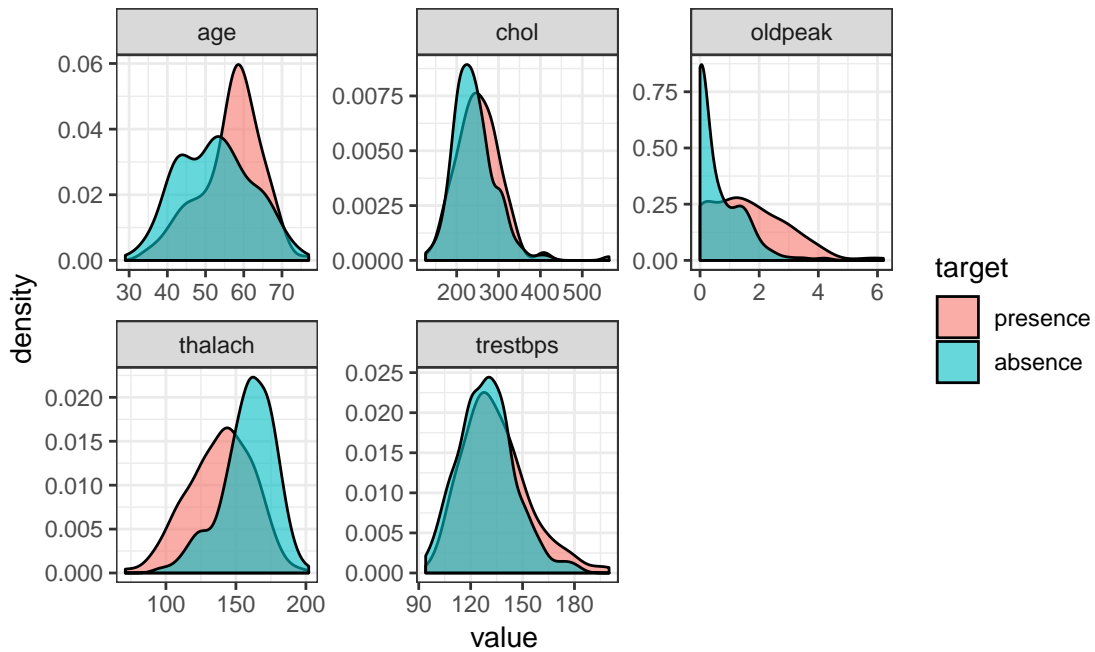 age
chol
oldpeak
0.06
0.04
0.02
0.00
30 40 50 60 70
0.0075
0.0050
0.0025
0.0000
200 300 400 500
0.75
0.50
0.25
0.00
0 2 4 6
thalach
trestbps
0.020
0.015
0.010
0.005
0.000
100 150 200
0.025
0.020
0.015
0.010
0.005
0.000
90 120 150 180
density
value
target
presence
absence